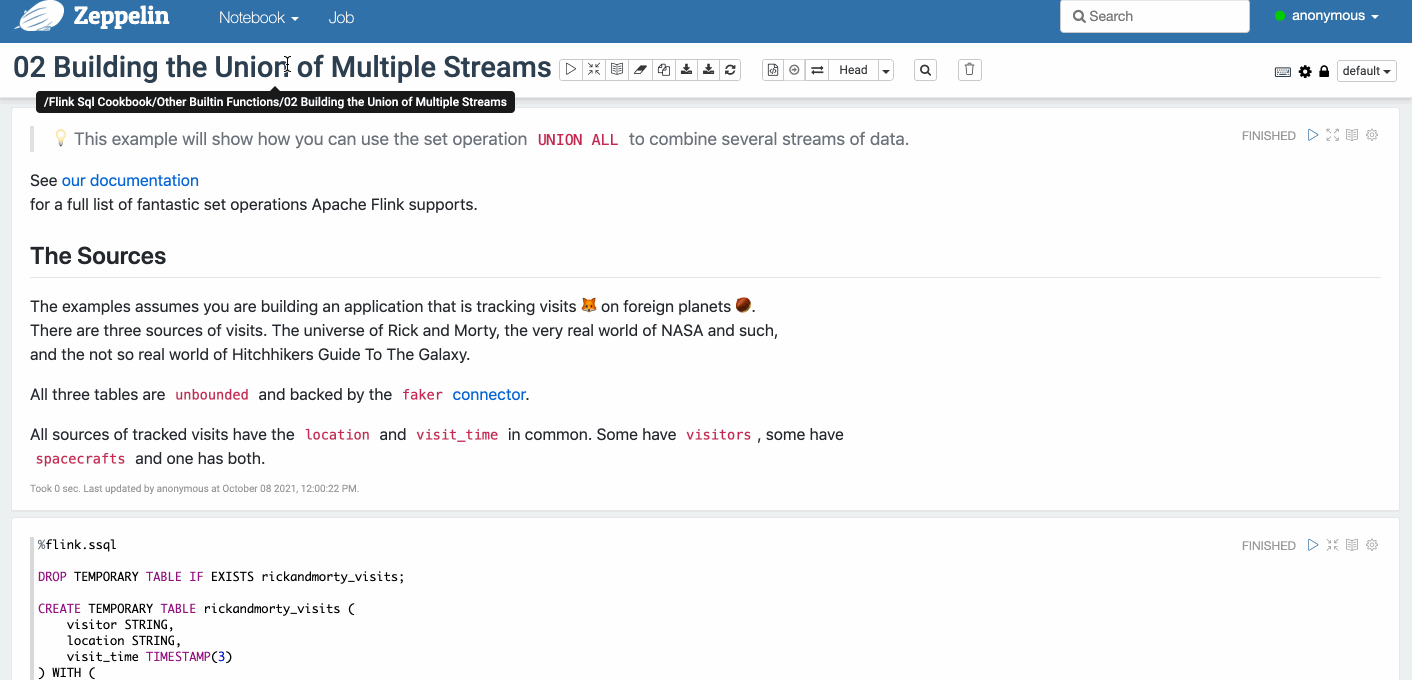 Zeppelin Notebook Job Search anonymous
02 Building the Union of Multiple Streams Head default
/Flink Sql Cookbook/Other Builtin Functions/02 Building the Union of Multiple Streams
💡 This example will show how you can use the set operation UNION ALL to combine several streams of data. FINISHED
See our documentation
for a full list of fantastic set operations Apache Flink supports.
The Sources
The examples assumes you are building an application that is tracking visits 🦊 on foreign planets 🌰.
There are three sources of visits. The universe of Rick and Morty, the very real world of NASA and such,
and the not so real world of Hitchhikers Guide To The Galaxy.
All three tables are unbounded and backed by the faker connector.
All sources of tracked visits have the location and visit_time in common. Some have visitors , some have
spacecrafts and one has both.
Took 0 sec. Last updated by anonymous at October 08 2021, 12:00:22 PM.
%flink.ssql FINISHED
DROP TEMPORARY TABLE IF EXISTS rickandmorty_visits;
CREATE TEMPORARY TABLE rickandmorty_visits (
visitor STRING,
location STRING,
visit_time TIMESTAMP(3)
) WITH (